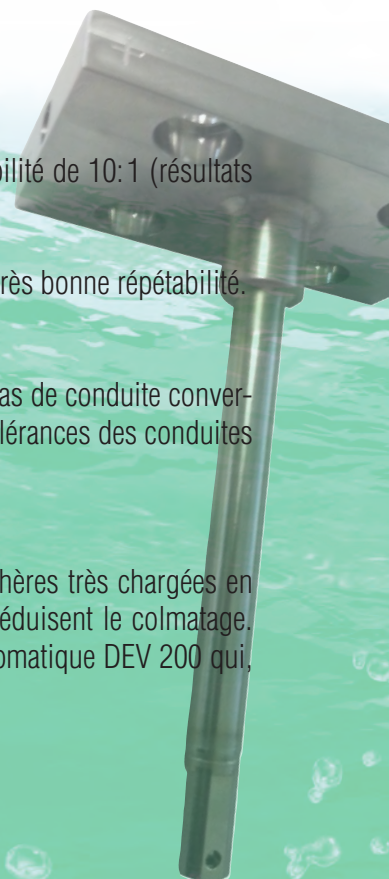 bilité de 10:1 (résultats
rès bonne répétabilité.
as de conduite conver-
lérances des conduites
hères très chargées en
éduisent le colmatage.
omatique DEV 200 qui,